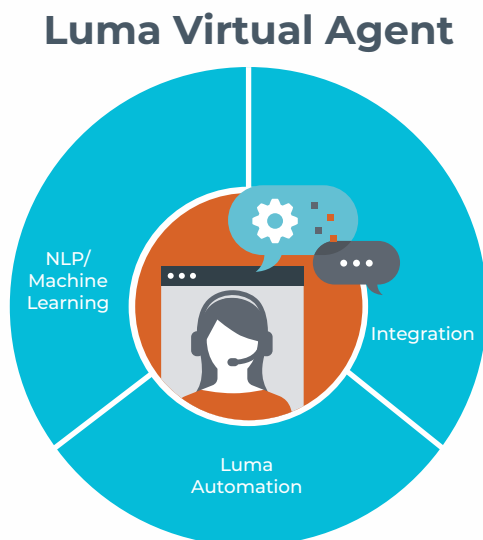 Luma Virtual Agent
NLP/
Machine
Learning
Integration
Luma
Automation